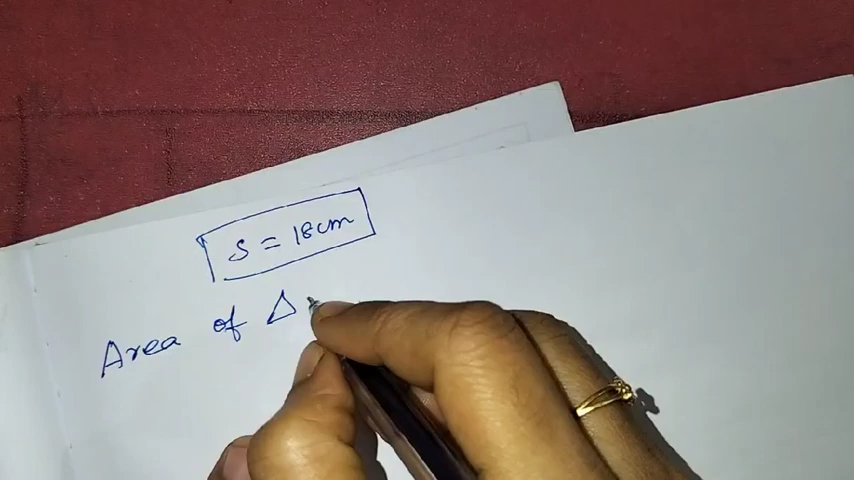 s = 18cm
Area of Δ